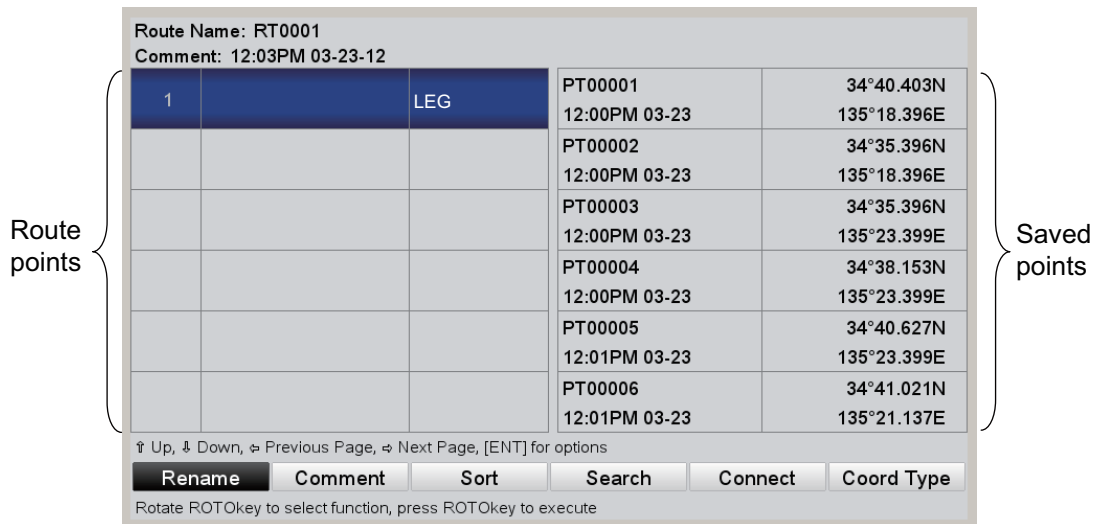 Route Name: RT0001
Comment: 12:03PM 03-23-12
Route points
1 LEG
PT00001 34°40.403N
12:00PM 03-23 135°18.396E
PT00002 34°35.396N
12:00PM 03-23 135°18.396E
PT00003 34°35.396N
12:00PM 03-23 135°23.399E
PT00004 34°38.153N
12:00PM 03-23 135°23.399E
PT00005 34°40.627N
12:01PM 03-23 135°23.399E
PT00006 34°41.021N
12:01PM 03-23 135°21.137E
Saved points
⇧ Up, ⇩ Down, ⇦ Previous Page, ⇨ Next Page, [ENT] for options
Rename Comment Sort Search Connect Coord Type
Rotate ROTOkey to select function, press ROTOkey to execute